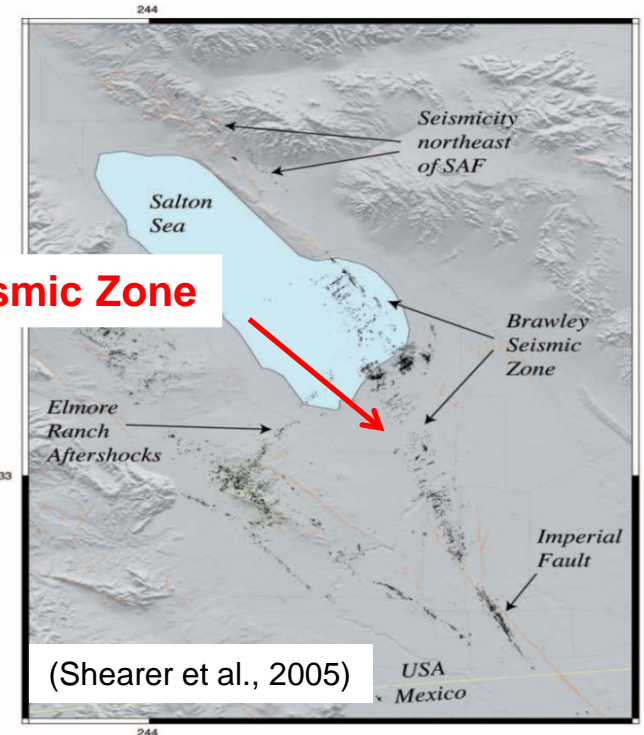 244
Seismicity
northeast
of SAF
Salton
Sea
smic Zone
Brawley
Seismic
Zone
Elmore
Ranch
Aftershocks
33
Imperial
Fault
(Shearer et al., 2005)
USA
Mexico
244